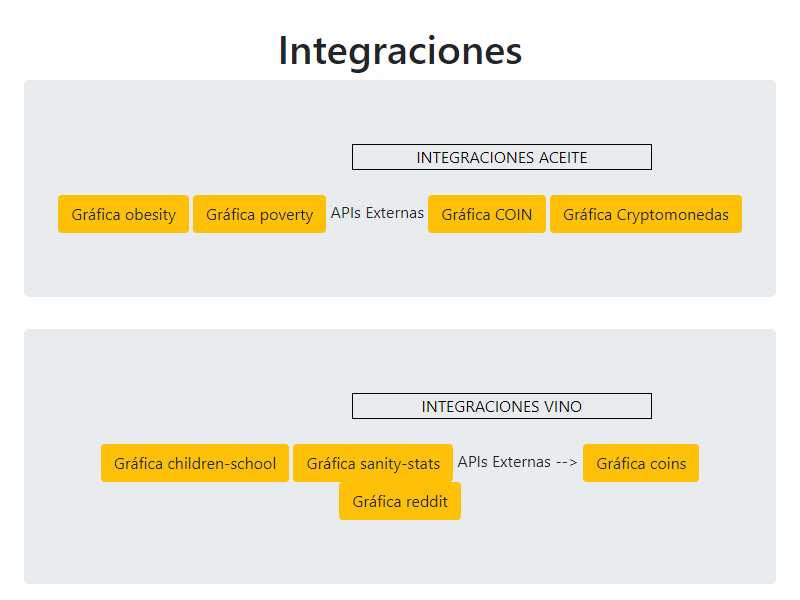 Integraciones
INTEGRACIONES ACEITE
Gráfica obesity Gráfica poverty APIs Externas Gráfica COIN Gráfica Cryptomonedas
INTEGRACIONES VINO
Gráfica children-school Gráfica sanity-stats APIs Externas --> Gráfica coins
Gráfica reddit